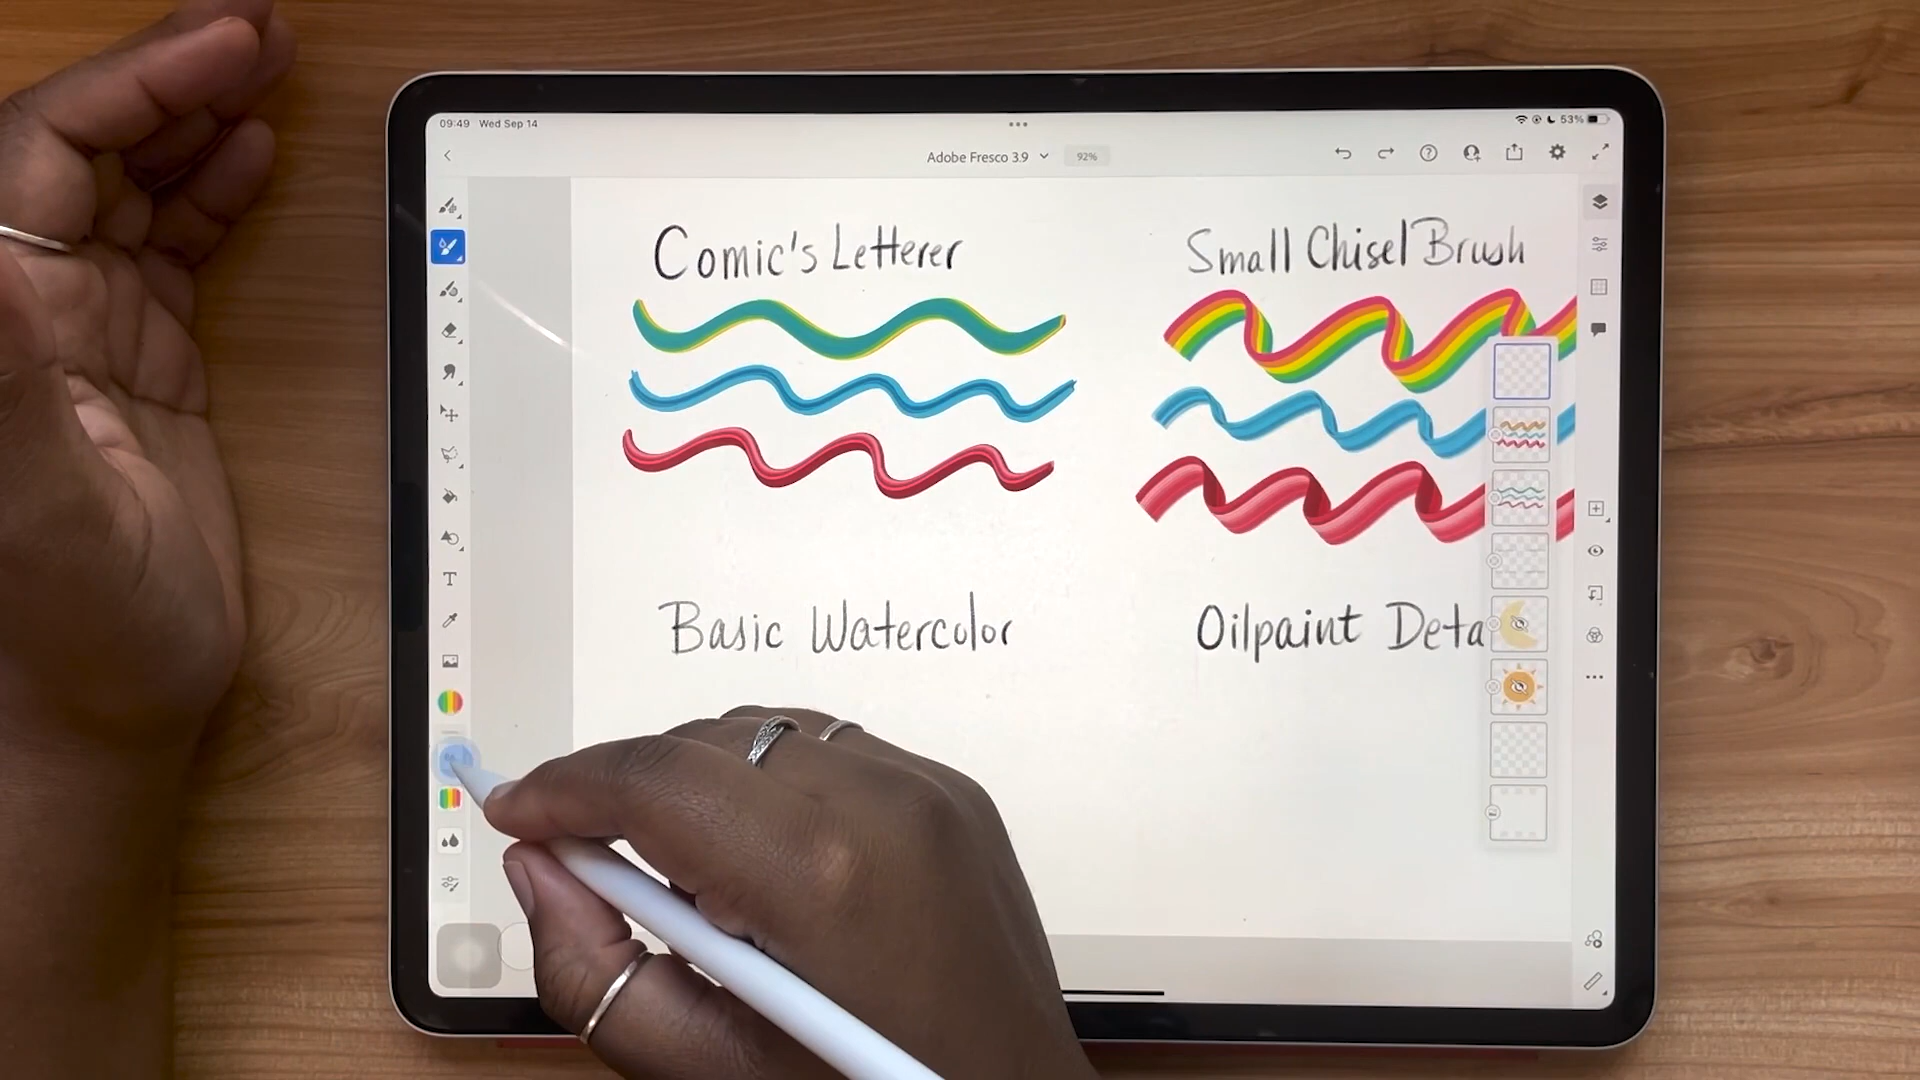 09:49 Wed Sep 14
53%
Adobe Fresco 3.9
92%
Comic's Letterer
Small Chisel Brush
T
Basic Watercolor
Oilpaint Deta